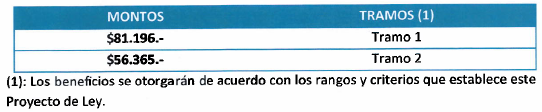 MONTOS TRAMOS (1)
$81.196.- Tramo 1
$56.365.- Tramo 2
(1): Los beneficios se otorgarán de acuerdo con los rangos y criterios que establece este
Proyecto de Ley.